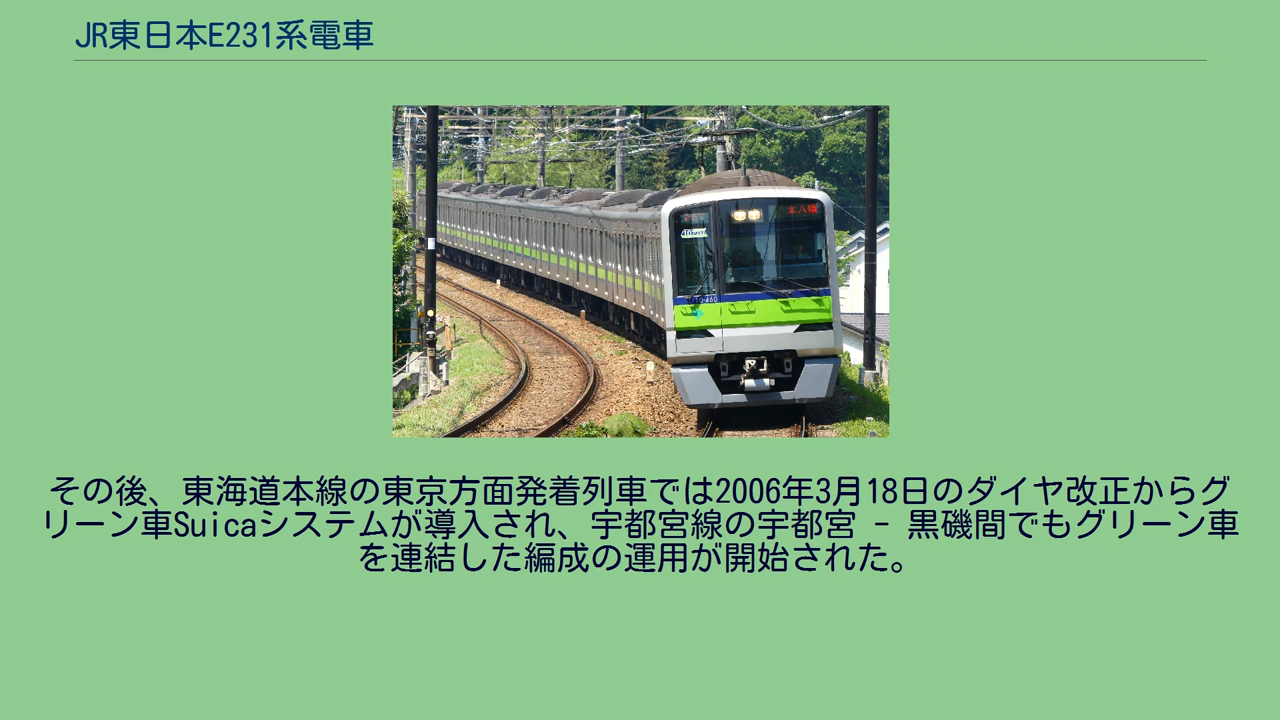 JR東日本E231系電車
本八幡
その後、東海道本線の東京方面発着列車では2006年3月18日のダイヤ改正からグ
リーン車Suicaシステムが導入され、宇都宮線の宇都宮 - 黒磯間でもグリーン車
を連結した編成の運用が開始された。